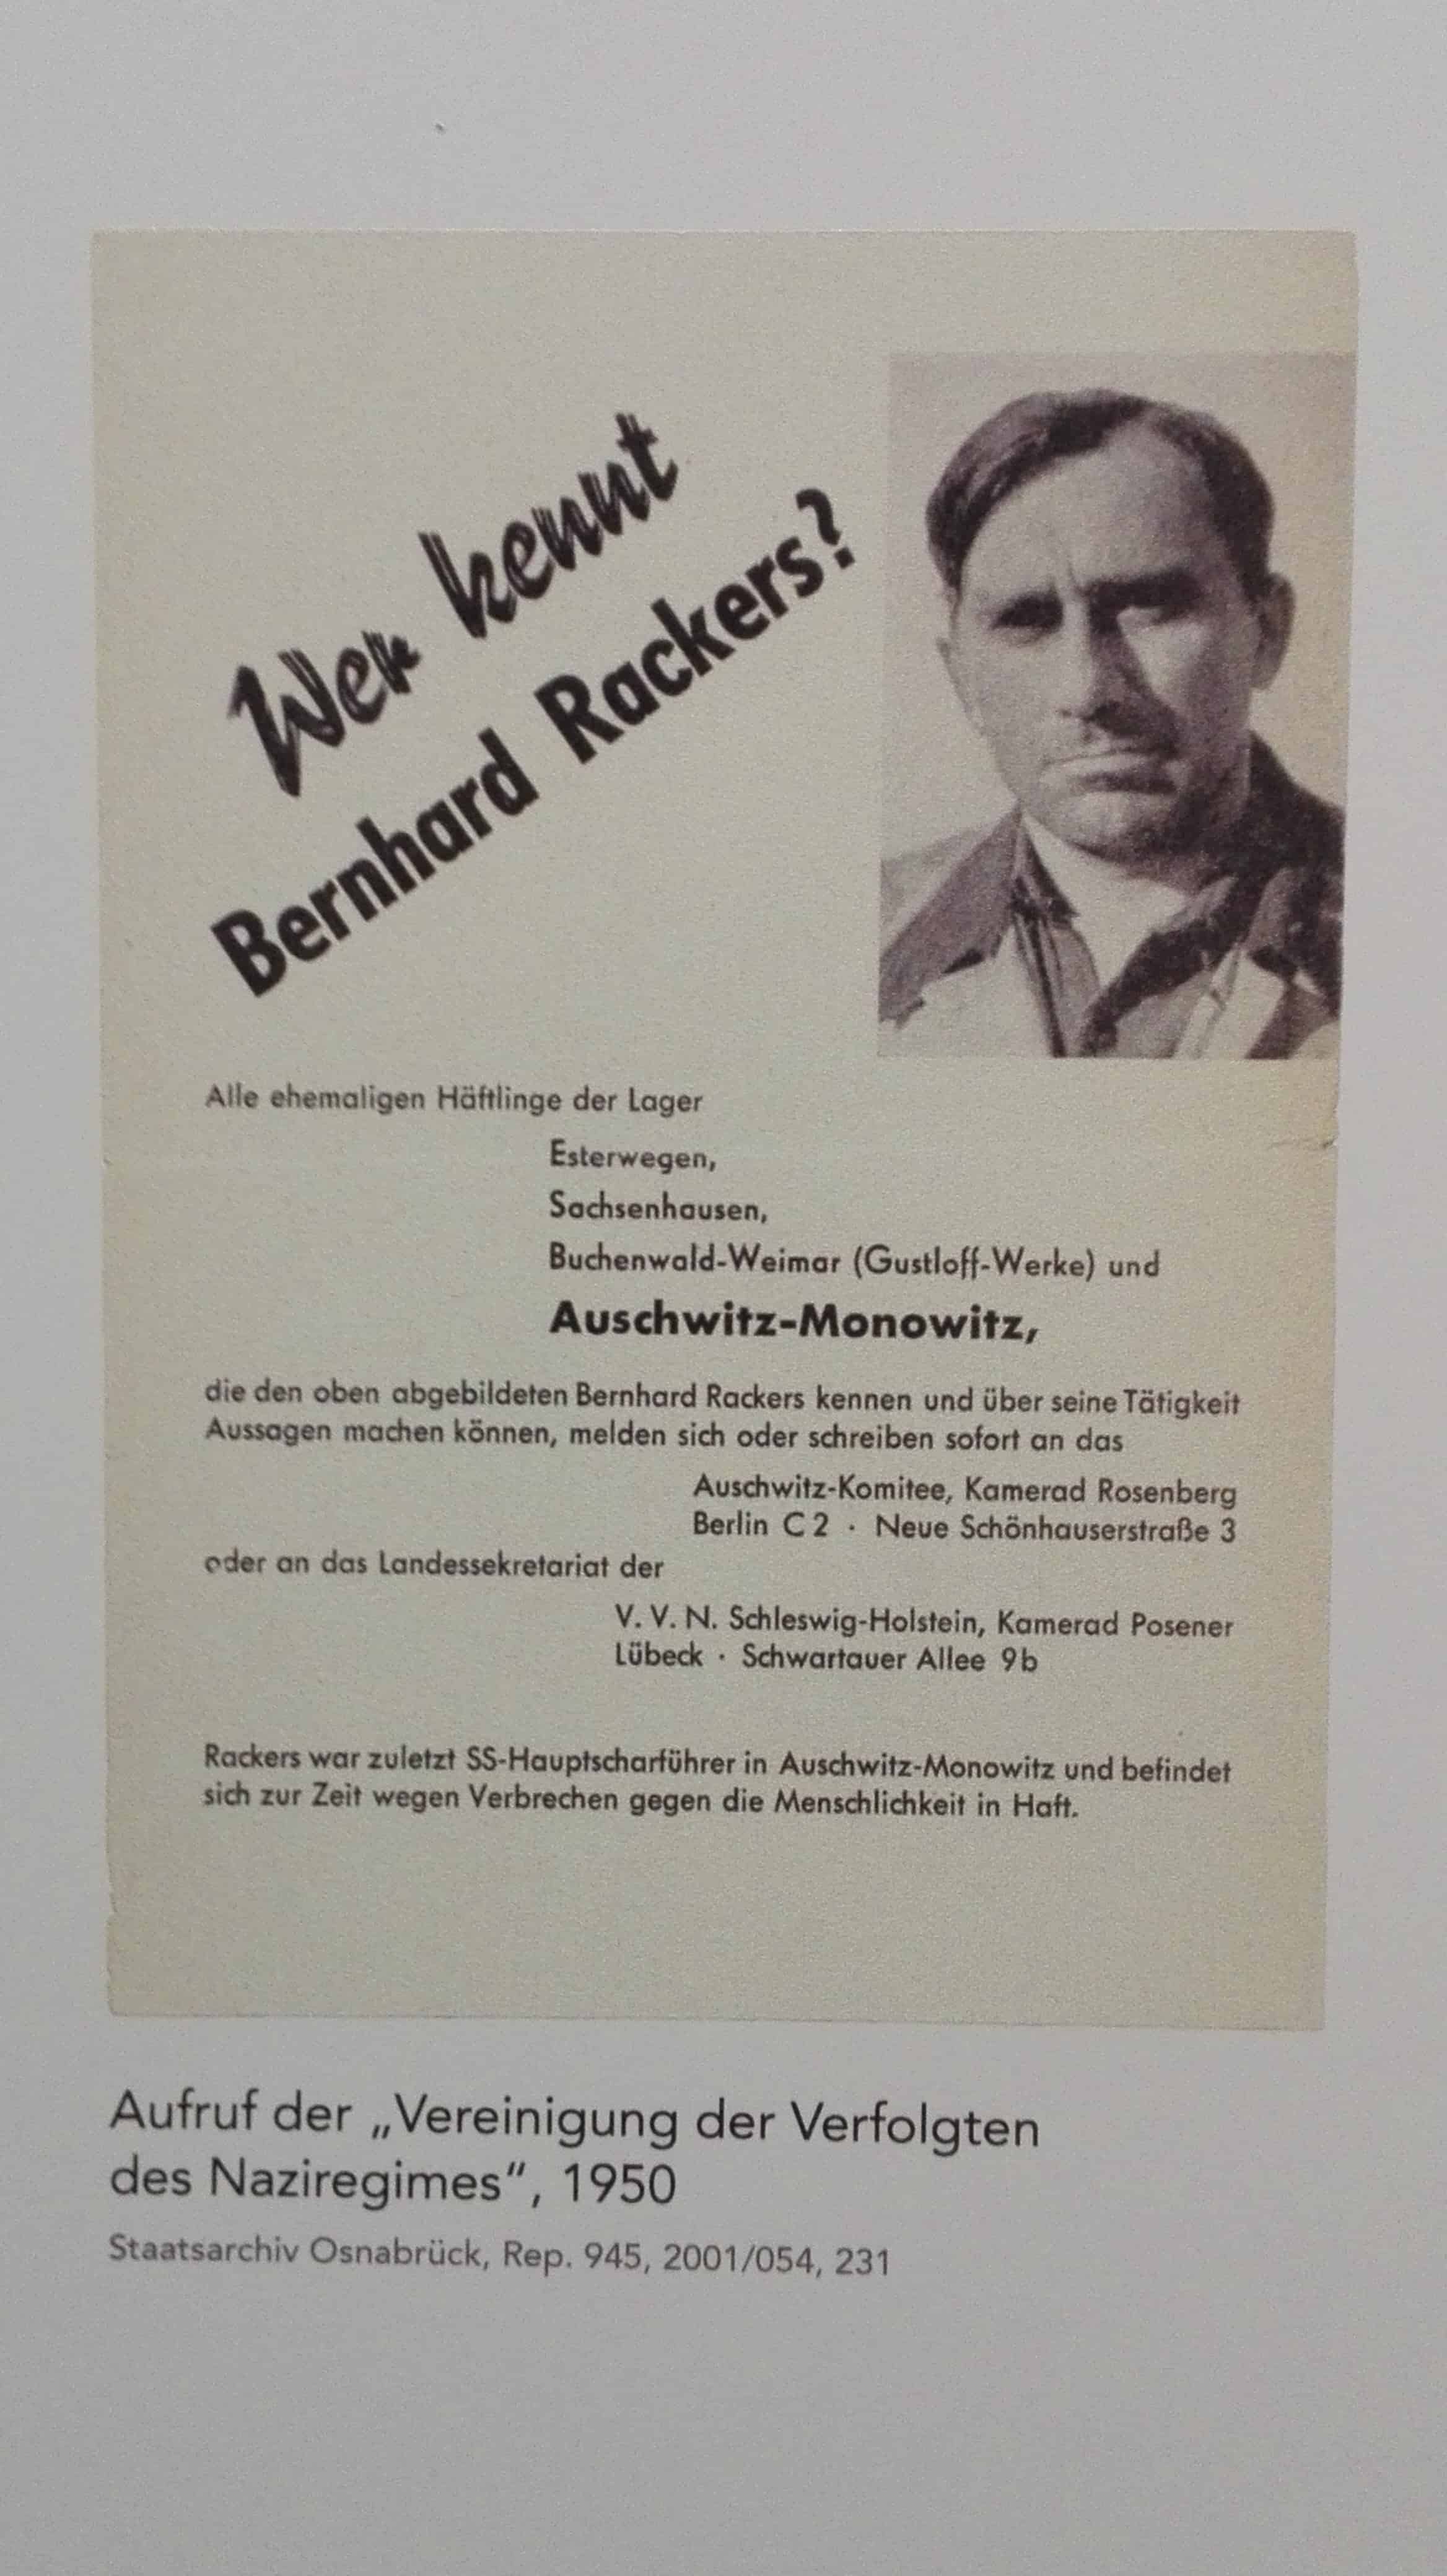 Wer kennt
Bernhard Rackers?
Alle ehemaligen Häftlinge der Lager
Esterwegen,
Sachsenhausen,
Buchenwald-Weimar (Gustloff-Werke) und
Auschwitz-Monowitz,
die den oben abgebildeten Bernhard Rackers kennen und über seine Tätigkeit
Aussagen machen können, melden sich oder schreiben sofort an das
Auschwitz-Komitee, Kamerad Rosenberg
Berlin C 2 · Neue Schönhauserstraße 3
oder an das Landessekretariat der
V. V. N. Schleswig-Holstein, Kamerad Posener
Lübeck · Schwartauer Allee 9b
Rackers war zuletzt SS-Hauptscharführer in Auschwitz-Monowitz und befindet
sich zur Zeit wegen Verbrechen gegen die Menschlichkeit in Haft.
Aufruf der „Vereinigung der Verfolgten
des Naziregimes“, 1950
Staatsarchiv Osnabrück, Rep. 945, 2001/054, 231